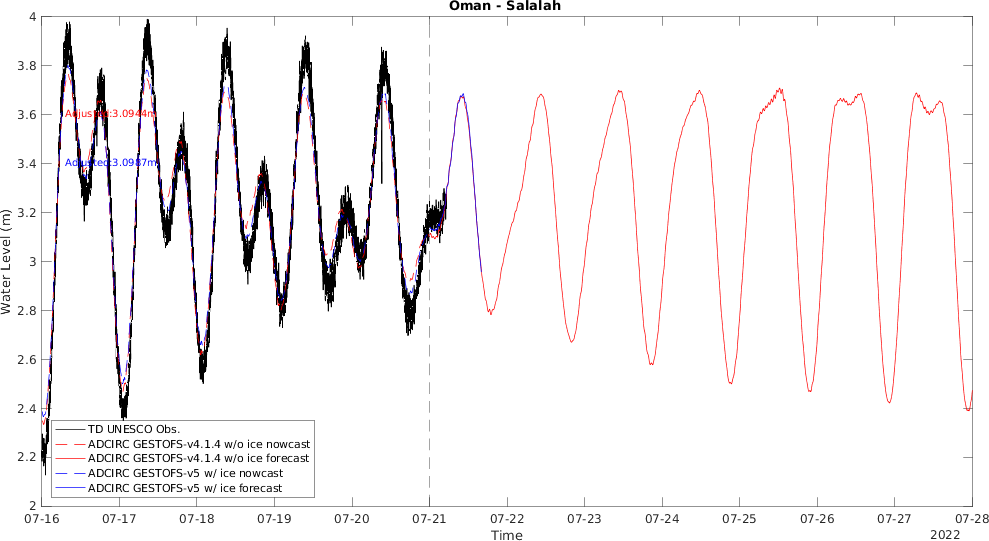 Oman - Salalah
Water Level (m)
4
3.8
3.6
3.4
3.2
3
2.8
2.6
2.4
2.2
2
Adjusted:3.0944m
Adjusted:3.0987m
TD UNESCO Obs.
ADCIRC GESTOFS-v4.1.4 w/o ice nowcast
ADCIRC GESTOFS-v4.1.4 w/o ice forecast
ADCIRC GESTOFS-v5 w/ ice nowcast
ADCIRC GESTOFS-v5 w/ ice forecast
07-16 07-17 07-18 07-19 07-20 07-21 07-22 07-23 07-24 07-25 07-26 07-27 07-28
Time
2022